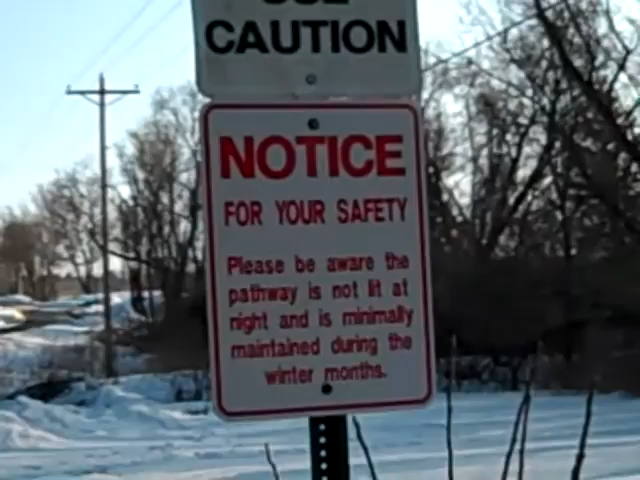 USE
CAUTION
NOTICE
FOR YOUR SAFETY
Please be aware the
pathway is not lit at
night and is minimally
maintained during the
winter months.